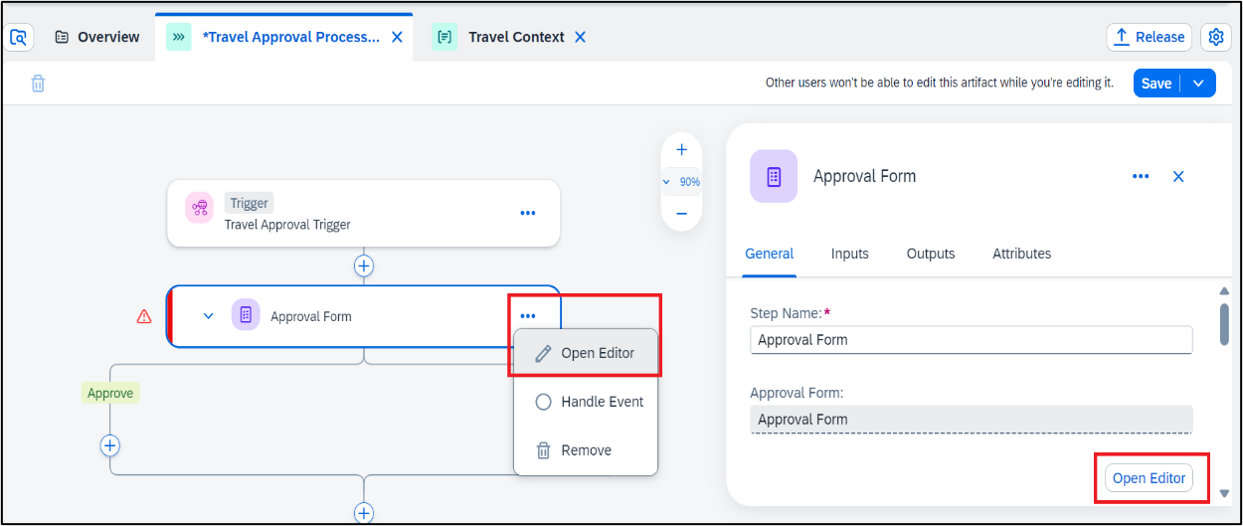 Overview
*Travel Approval Process...
Travel Context
Release
Other users won't be able to edit this artifact while you're editing it.
Save
Trigger
Travel Approval Trigger
90%
Approval Form
Open Editor
Handle Event
Remove
Approve
Approval Form
General
Inputs
Outputs
Attributes
Step Name:*
Approval Form
Approval Form:
Approval Form
Open Editor